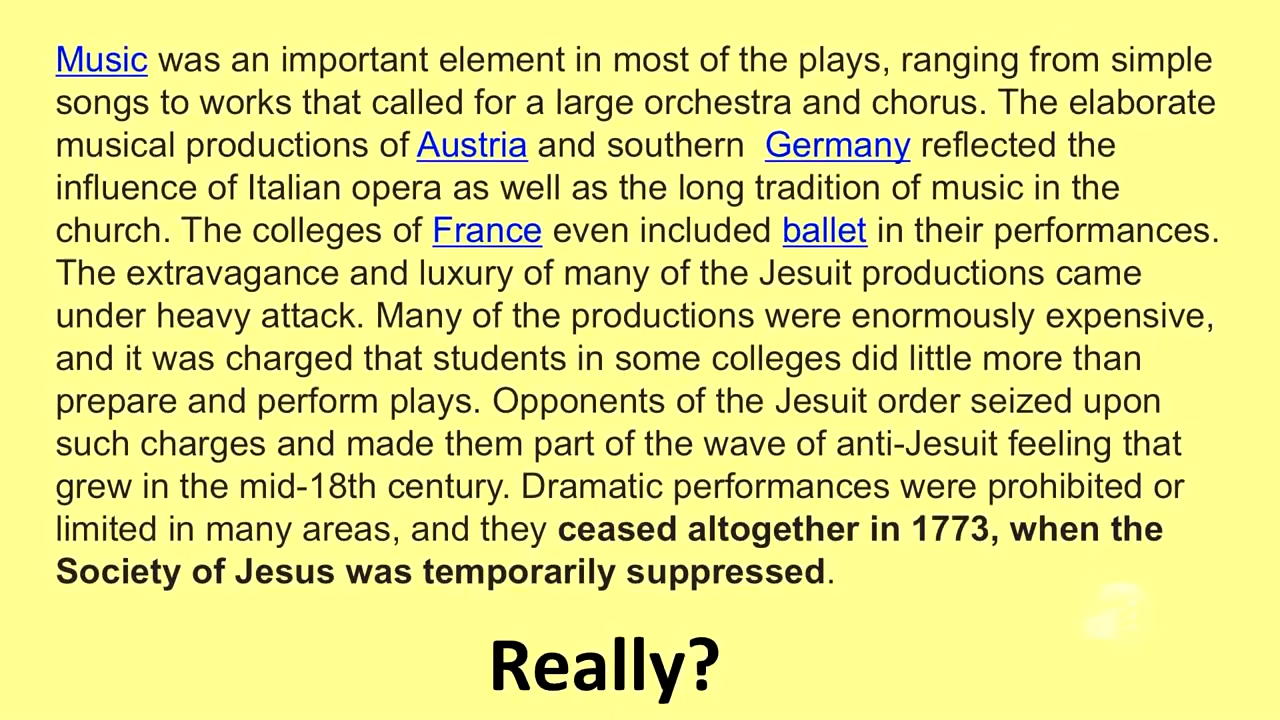 Music was an important element in most of the plays, ranging from simple
songs to works that called for a large orchestra and chorus. The elaborate
musical productions of Austria and southern  Germany reflected the
influence of Italian opera as well as the long tradition of music in the
church. The colleges of France even included ballet in their performances.
The extravagance and luxury of many of the Jesuit productions came
under heavy attack. Many of the productions were enormously expensive,
and it was charged that students in some colleges did little more than
prepare and perform plays. Opponents of the Jesuit order seized upon
such charges and made them part of the wave of anti-Jesuit feeling that
grew in the mid-18th century. Dramatic performances were prohibited or
limited in many areas, and they ceased altogether in 1773, when the
Society of Jesus was temporarily suppressed.
Really?